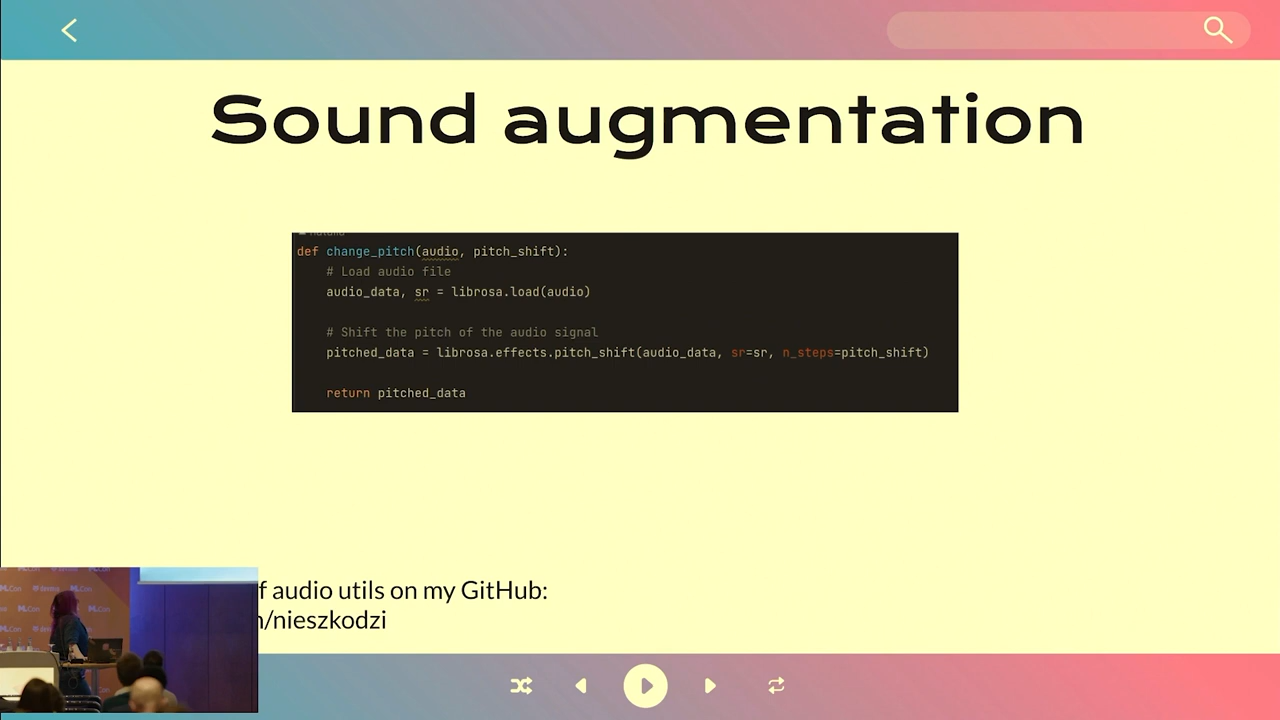 Sound augmentation
def change_pitch(audio, pitch_shift):
# Load audio file
audio_data, sr = librosa.load(audio)
# Shift the pitch of the audio signal
pitched_data = librosa.effects.pitch_shift(audio_data, sr=sr, n_steps=pitch_shift)
return pitched_data
f audio utils on my GitHub:
/nieszkodzi